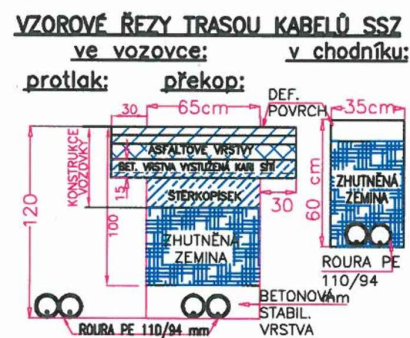 VZOROVÉ ŘEZY TRASOU KABELŮ SSZ
ve vozovce: v chodníku:
protlak: překop:
30
65cm
DEF.
POVRCH
35cm
KONSTRUKCE
VOZOVKY
ASFALTOVÉ VRSTVY
BET. VRSTVA VYSTUŽENÁ KARI SÍTÍ
15
ŠTĚRKOPÍSEK
30
120
100
ZHUTNĚNÁ
ZEMINA
60 cm
ZHUTNĚNÁ
ZEMINA
ROURA PE
110/94
mm
BETONOVÁ
STABIL.
VRSTVA
ROURA PE 110/94 mm